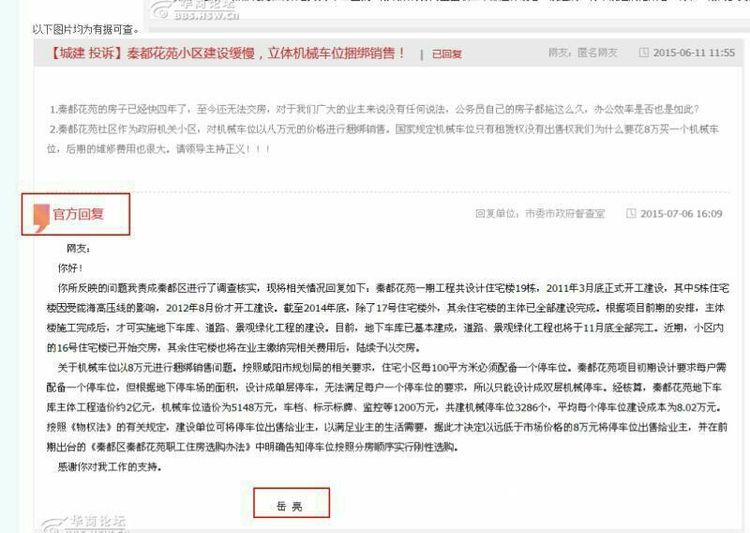 华商论坛
BBS.HSW.CN
以下图片均为有据可查。
【城建 投诉】秦都花苑小区建设缓慢，立体机械车位捆绑销售！ | 已回复 网友：匿名网友 2015-06-11 11:55
1.秦都花苑的房子已经快四年了，至今还无法交房，对于我们广大的业主来说没有任何说法，公务员自己的房子都拖这么久，办公效率是否也是如此？
2.秦都花苑社区作为政府机关小区，对机械车位以八万元的价格进行捆绑销售。国家规定机械车位只有租赁权没有出售权我们为什么要花8万买一个机械车
位，后期的维修费用也很大。请领导主持正义！！！
官方回复 回复单位：市委市政府督查室 2015-07-06 16:09
网友：
你好！
你所反映的问题我责成秦都区进行了调查核实，现将相关情况回复如下：秦都花苑一期工程共设计住宅楼19栋，2011年3月底正式开工建设，其中5栋住宅
楼因受陇海高压线的影响，2012年8月份才开工建设。截至2014年底，除了17号住宅楼外，其余住宅楼的主体已全部建设完成。根据项目前期的安排，主体
楼施工完成后，才可实施地下车库、道路、景观绿化工程的建设。目前，地下车库已基本建成，道路、景观绿化工程也将于11月底全部完工。近期，小区内
的16号住宅楼已开始交房，其余住宅楼也将在业主缴纳完相关费用后，陆续予以交房。
关于机械车位以8万元进行捆绑销售问题。按照咸阳市规划局的相关要求，住宅小区每100平方米必须配备一个停车位。秦都花苑项目初期设计要求每户需
配备一个停车位，但根据地下停车场的面积，设计成单层停车，无法满足每户一个停车位的要求，所以只能设计成双层机械停车。经核算，秦都花苑地下车
库主体工程造价约2亿元，机械车位造价为5148万元，车档、标示标牌、监控等1200万元，共建机械停车位3286个，平均每个停车位建设成本为8.02万元。
按照《物权法》的有关规定，建设单位可将停车位出售给业主，以满足业主的生活需要，据此才决定以远低于市场价格的8万元将停车位出售给业主，并在前
期出台的《秦都区秦都花苑职工住房选购办法》中明确告知停车位按照分房顺序实行刚性选购。
感谢你对我工作的支持。
岳 亮
华商论坛